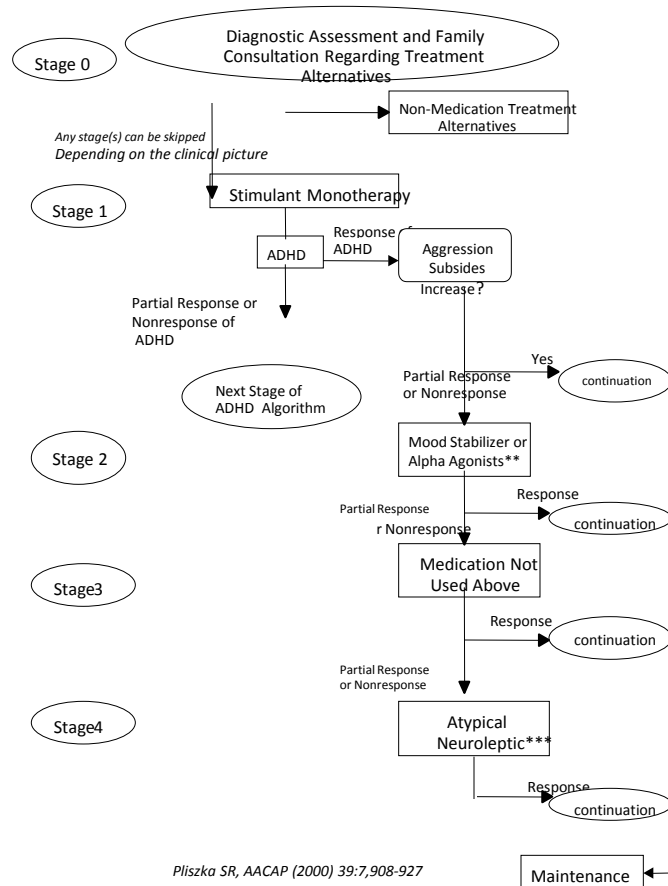 Diagnostic Assessment and Family
Consultation Regarding Treatment
Alternatives
Stage 0
Non-Medication Treatment
Alternatives
Any stage(s) can be skipped
Depending on the clinical picture
Stage 1
Stimulant Monotherapy
Response of
ADHD
ADHD
Aggression
Subsides
Increase?
Partial Response or
Nonresponse of
ADHD
Yes
continuation
Next Stage of
ADHD Algorithm
Partial Response
or Nonresponse
Stage 2
Mood Stabilizer or
Alpha Agonists**
Response
continuation
Partial Response
r Nonresponse
Stage3
Medication Not
Used Above
Response
continuation
Partial Response
or Nonresponse
Stage4
Atypical
Neuroleptic***
Response
continuation
Pliszka SR, AACAP (2000) 39:7,908-927
Maintenance